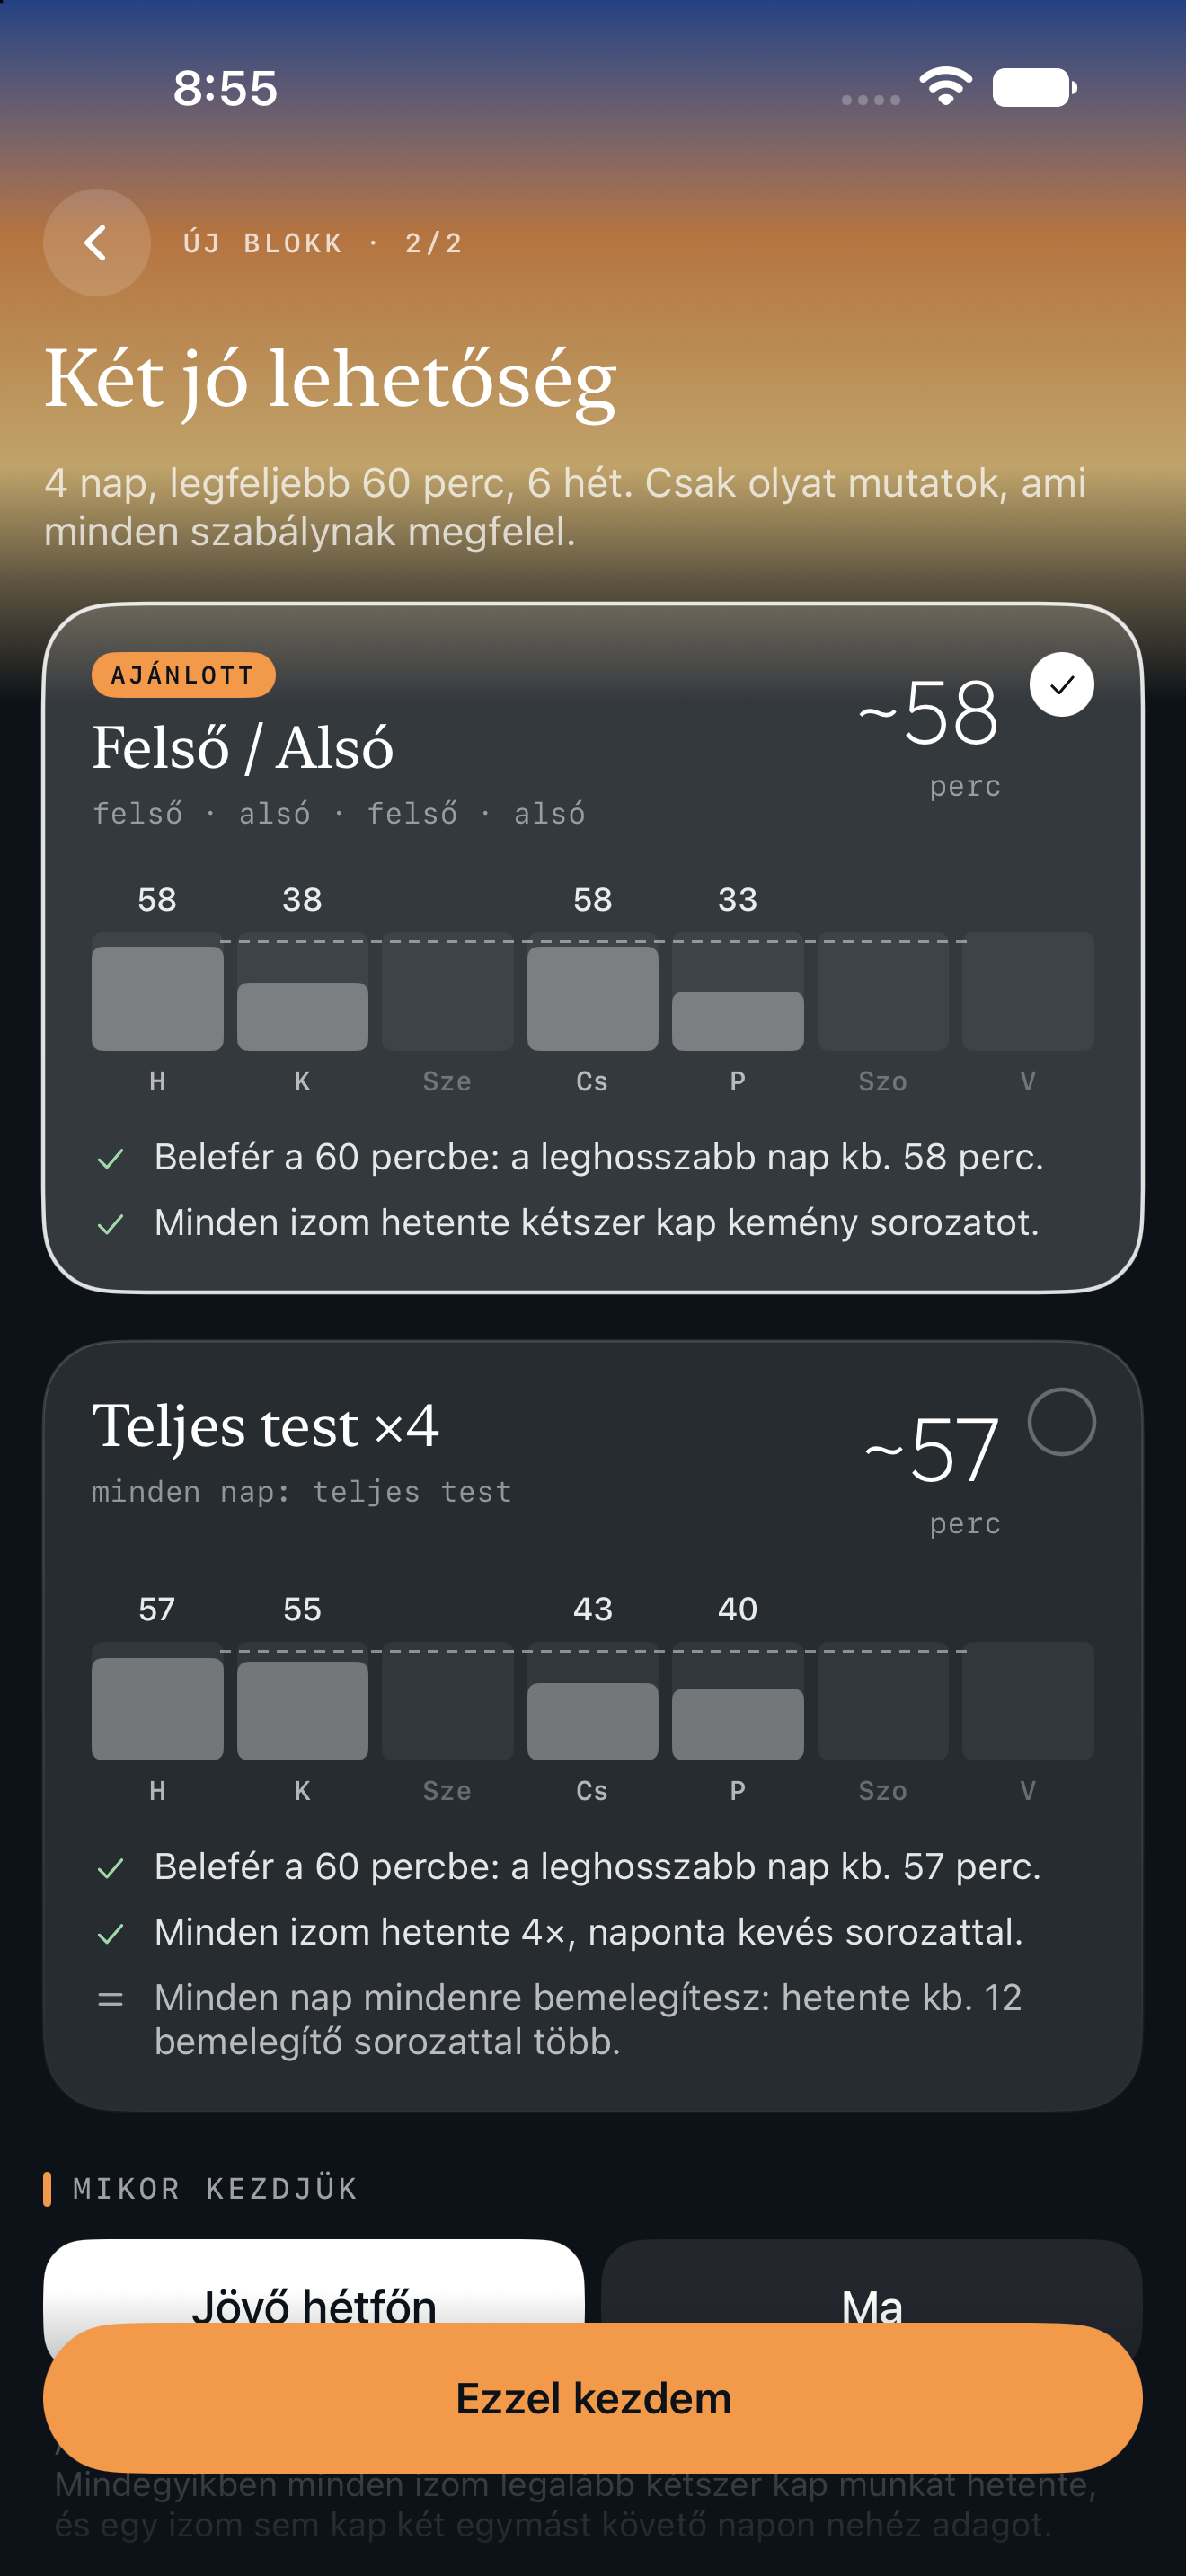 8:55
ÚJ BLOKK · 2/2
Két jó lehetőség
4 nap, legfeljebb 60 perc, 6 hét. Csak olyat mutatok, ami
minden szabálynak megfelel.
AJÁNLOTT
~58
Felső / Alsó
perc
felső · alsó · felső · alsó
58 38 58 33
H K Sze Cs P Szo V
Belefér a 60 percbe: a leghosszabb nap kb. 58 perc.
Minden izom hetente kétszer kap kemény sorozatot.
Teljes test ×4
~57
minden nap: teljes test
perc
57 55 43 40
H K Sze Cs P Szo V
Belefér a 60 percbe: a leghosszabb nap kb. 57 perc.
Minden izom hetente 4×, naponta kevés sorozattal.
= Minden nap mindenre bemelegítesz: hetente kb. 12
bemelegítő sorozattal több.
MIKOR KEZDJÜK
Jövő hétfőn
Ma
Ezzel kezdem
Mindegyikben minden izom legalább kétszer kap munkát hetente,
és egy izom sem kap két egymást követő napon nehéz adagot.